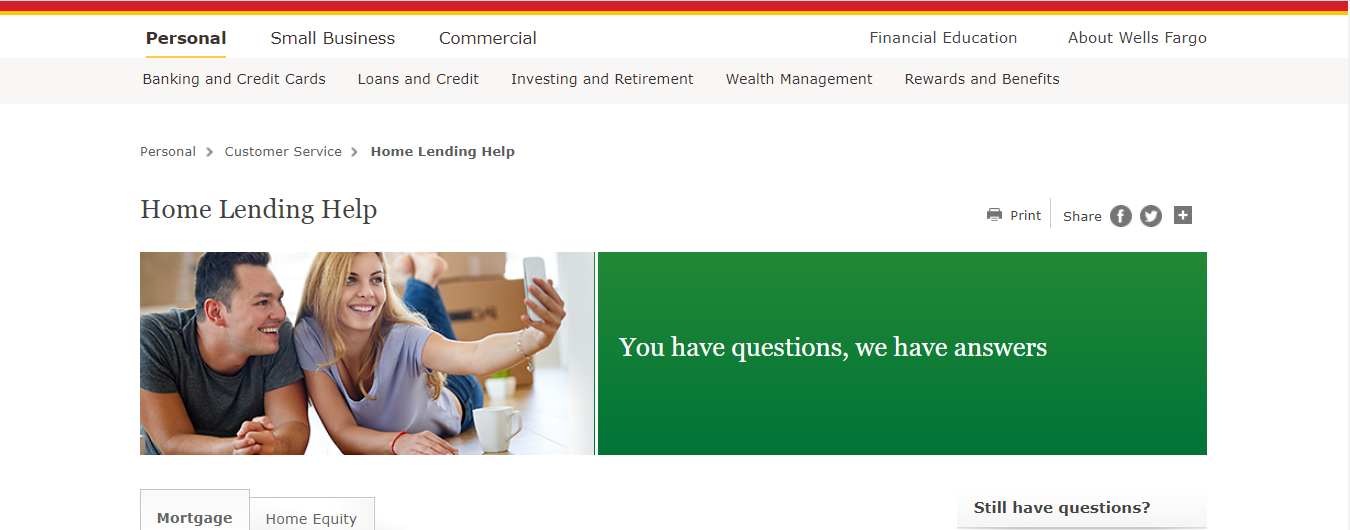 Personal Small Business Commercial Financial Education About Wells Fargo
Banking and Credit Cards Loans and Credit Investing and Retirement Wealth Management Rewards and Benefits
Personal Customer Service Home Lending Help
Home Lending Help
Print Share
You have questions, we have answers
Mortgage Home Equity
Still have questions?